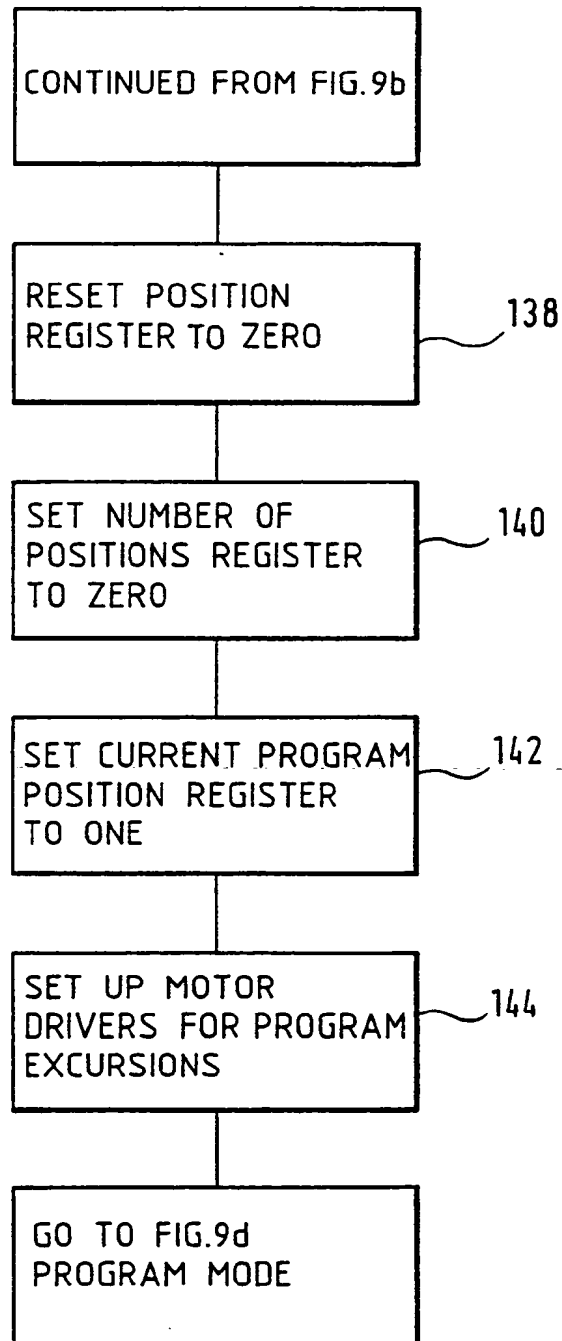 CONTINUED FROM FIG.9b
RESET POSITION
REGISTER TO ZERO
138
SET NUMBER OF
POSITIONS REGISTER
TO ZERO
140
SET CURRENT PROGRAM
POSITION REGISTER
TO ONE
142
SET UP MOTOR
DRIVERS FOR PROGRAM
EXCURSIONS
144
GO TO FIG.9d
PROGRAM MODE